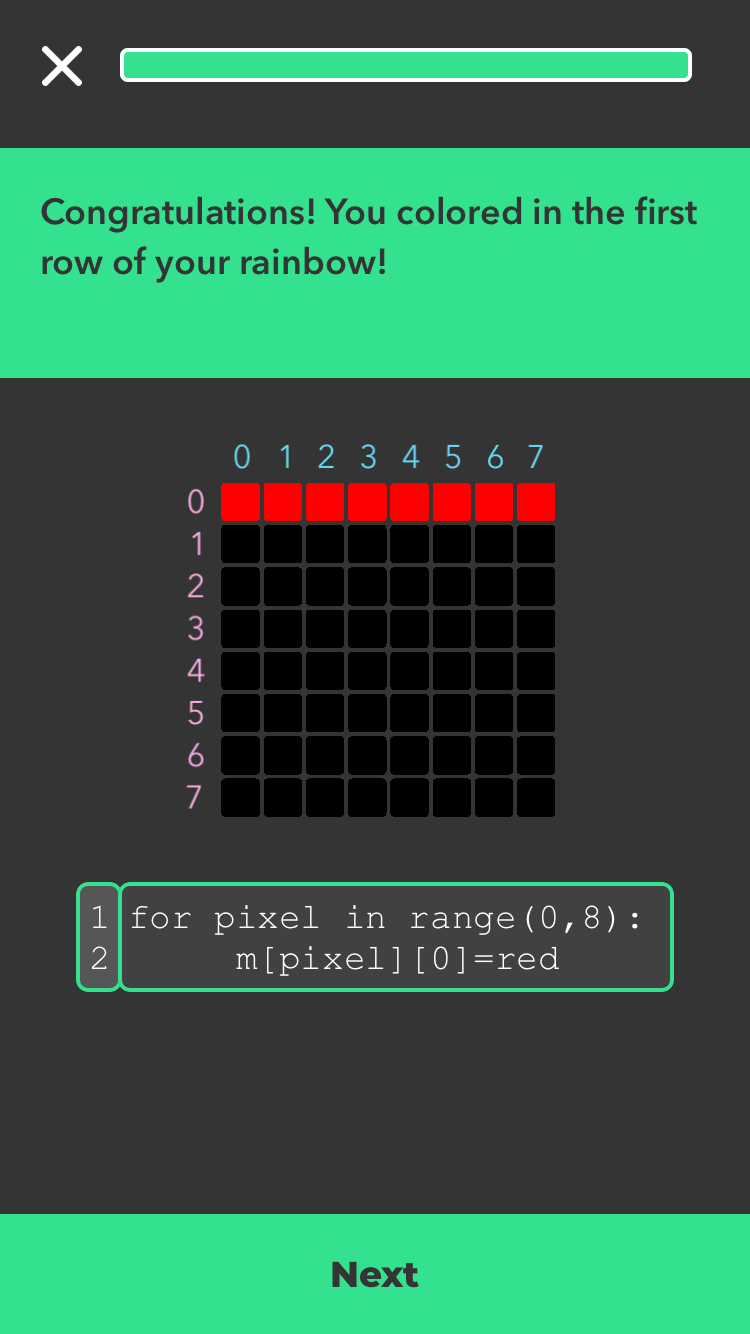 Congratulations! You colored in the first
row of your rainbow!
0 1 2 3 4 5 6 7
0
1
2
3
4
5
6
7
1 for pixel in range(0,8):
2 m[pixel][0]=red
Next